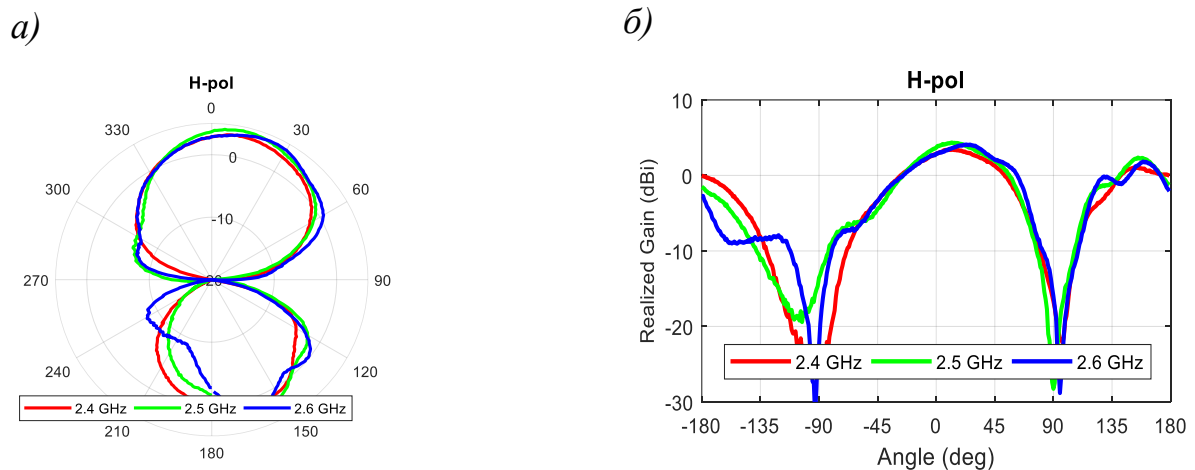 а)
H-pol
0
30
60
90
120
150
180
210
240
270
300
330
0
-10
-20
2.4 GHz
2.5 GHz
2.6 GHz
б)
H-pol
Realized Gain (dBi)
10
0
-10
-20
-30
-180
-135
-90
-45
0
45
90
135
180
Angle (deg)
2.4 GHz
2.5 GHz
2.6 GHz